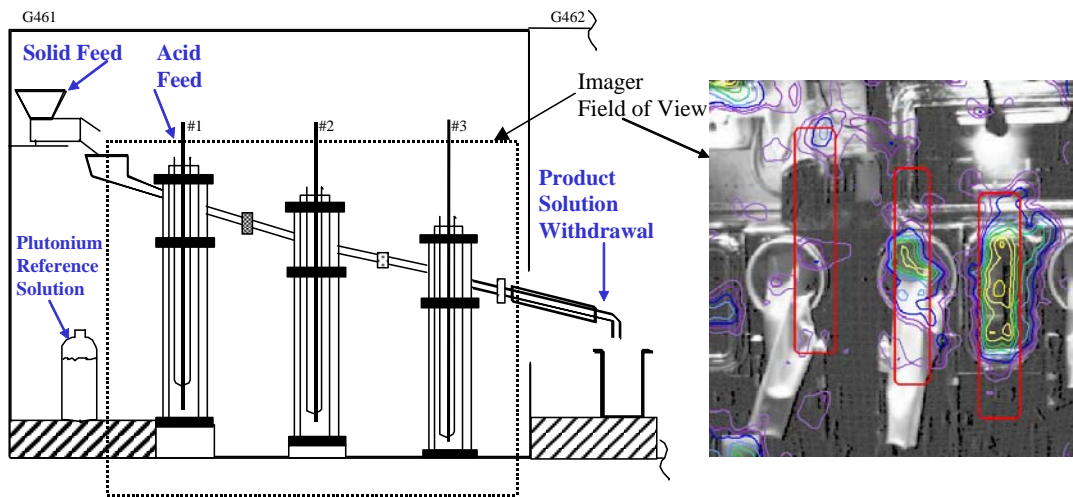 G461
G462
Solid Feed
Acid
Feed
#1
#2
#3
Imager
Field of View
Product
Solution
Withdrawal
Plutonium
Reference
Solution